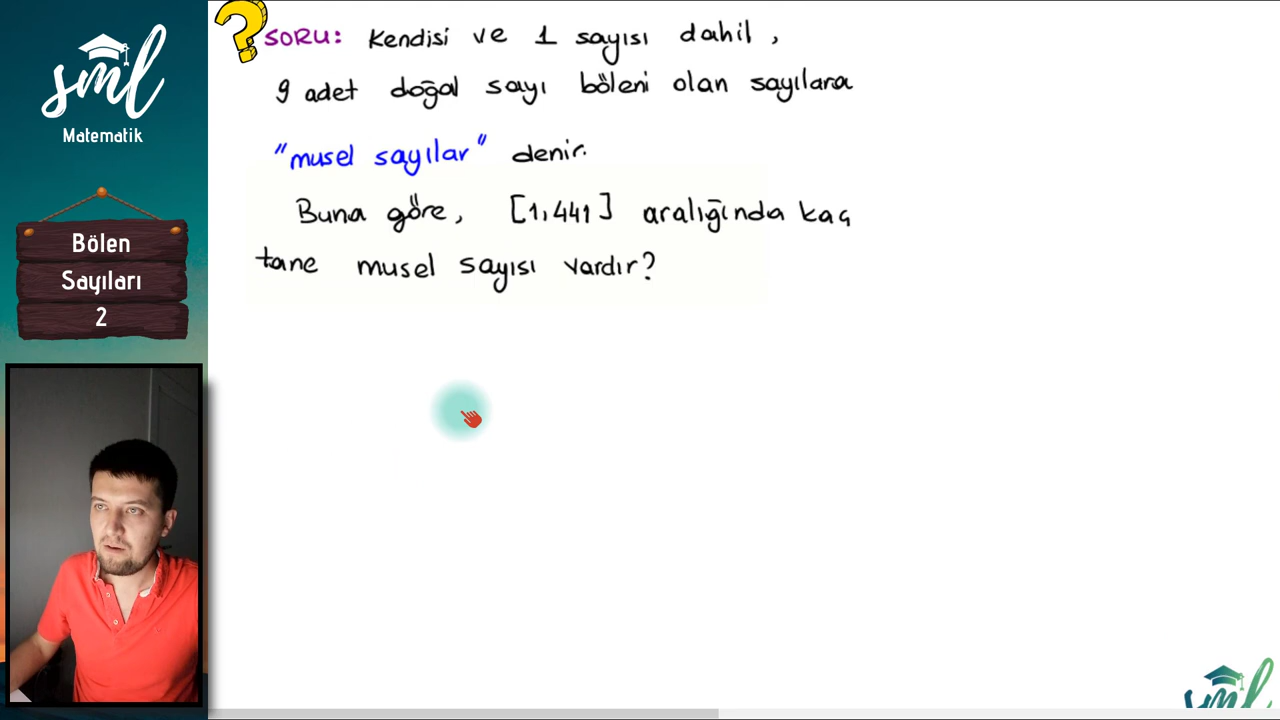 sml
Matematik
Bölen
Sayıları
2
? SORU: Kendisi ve 1 sayısı dahil,
9 adet doğal sayı böleni olan sayılara
"musel sayılar" denir.
Buna göre, [1,441] aralığında kaç
tane musel sayısı vardır?
sml